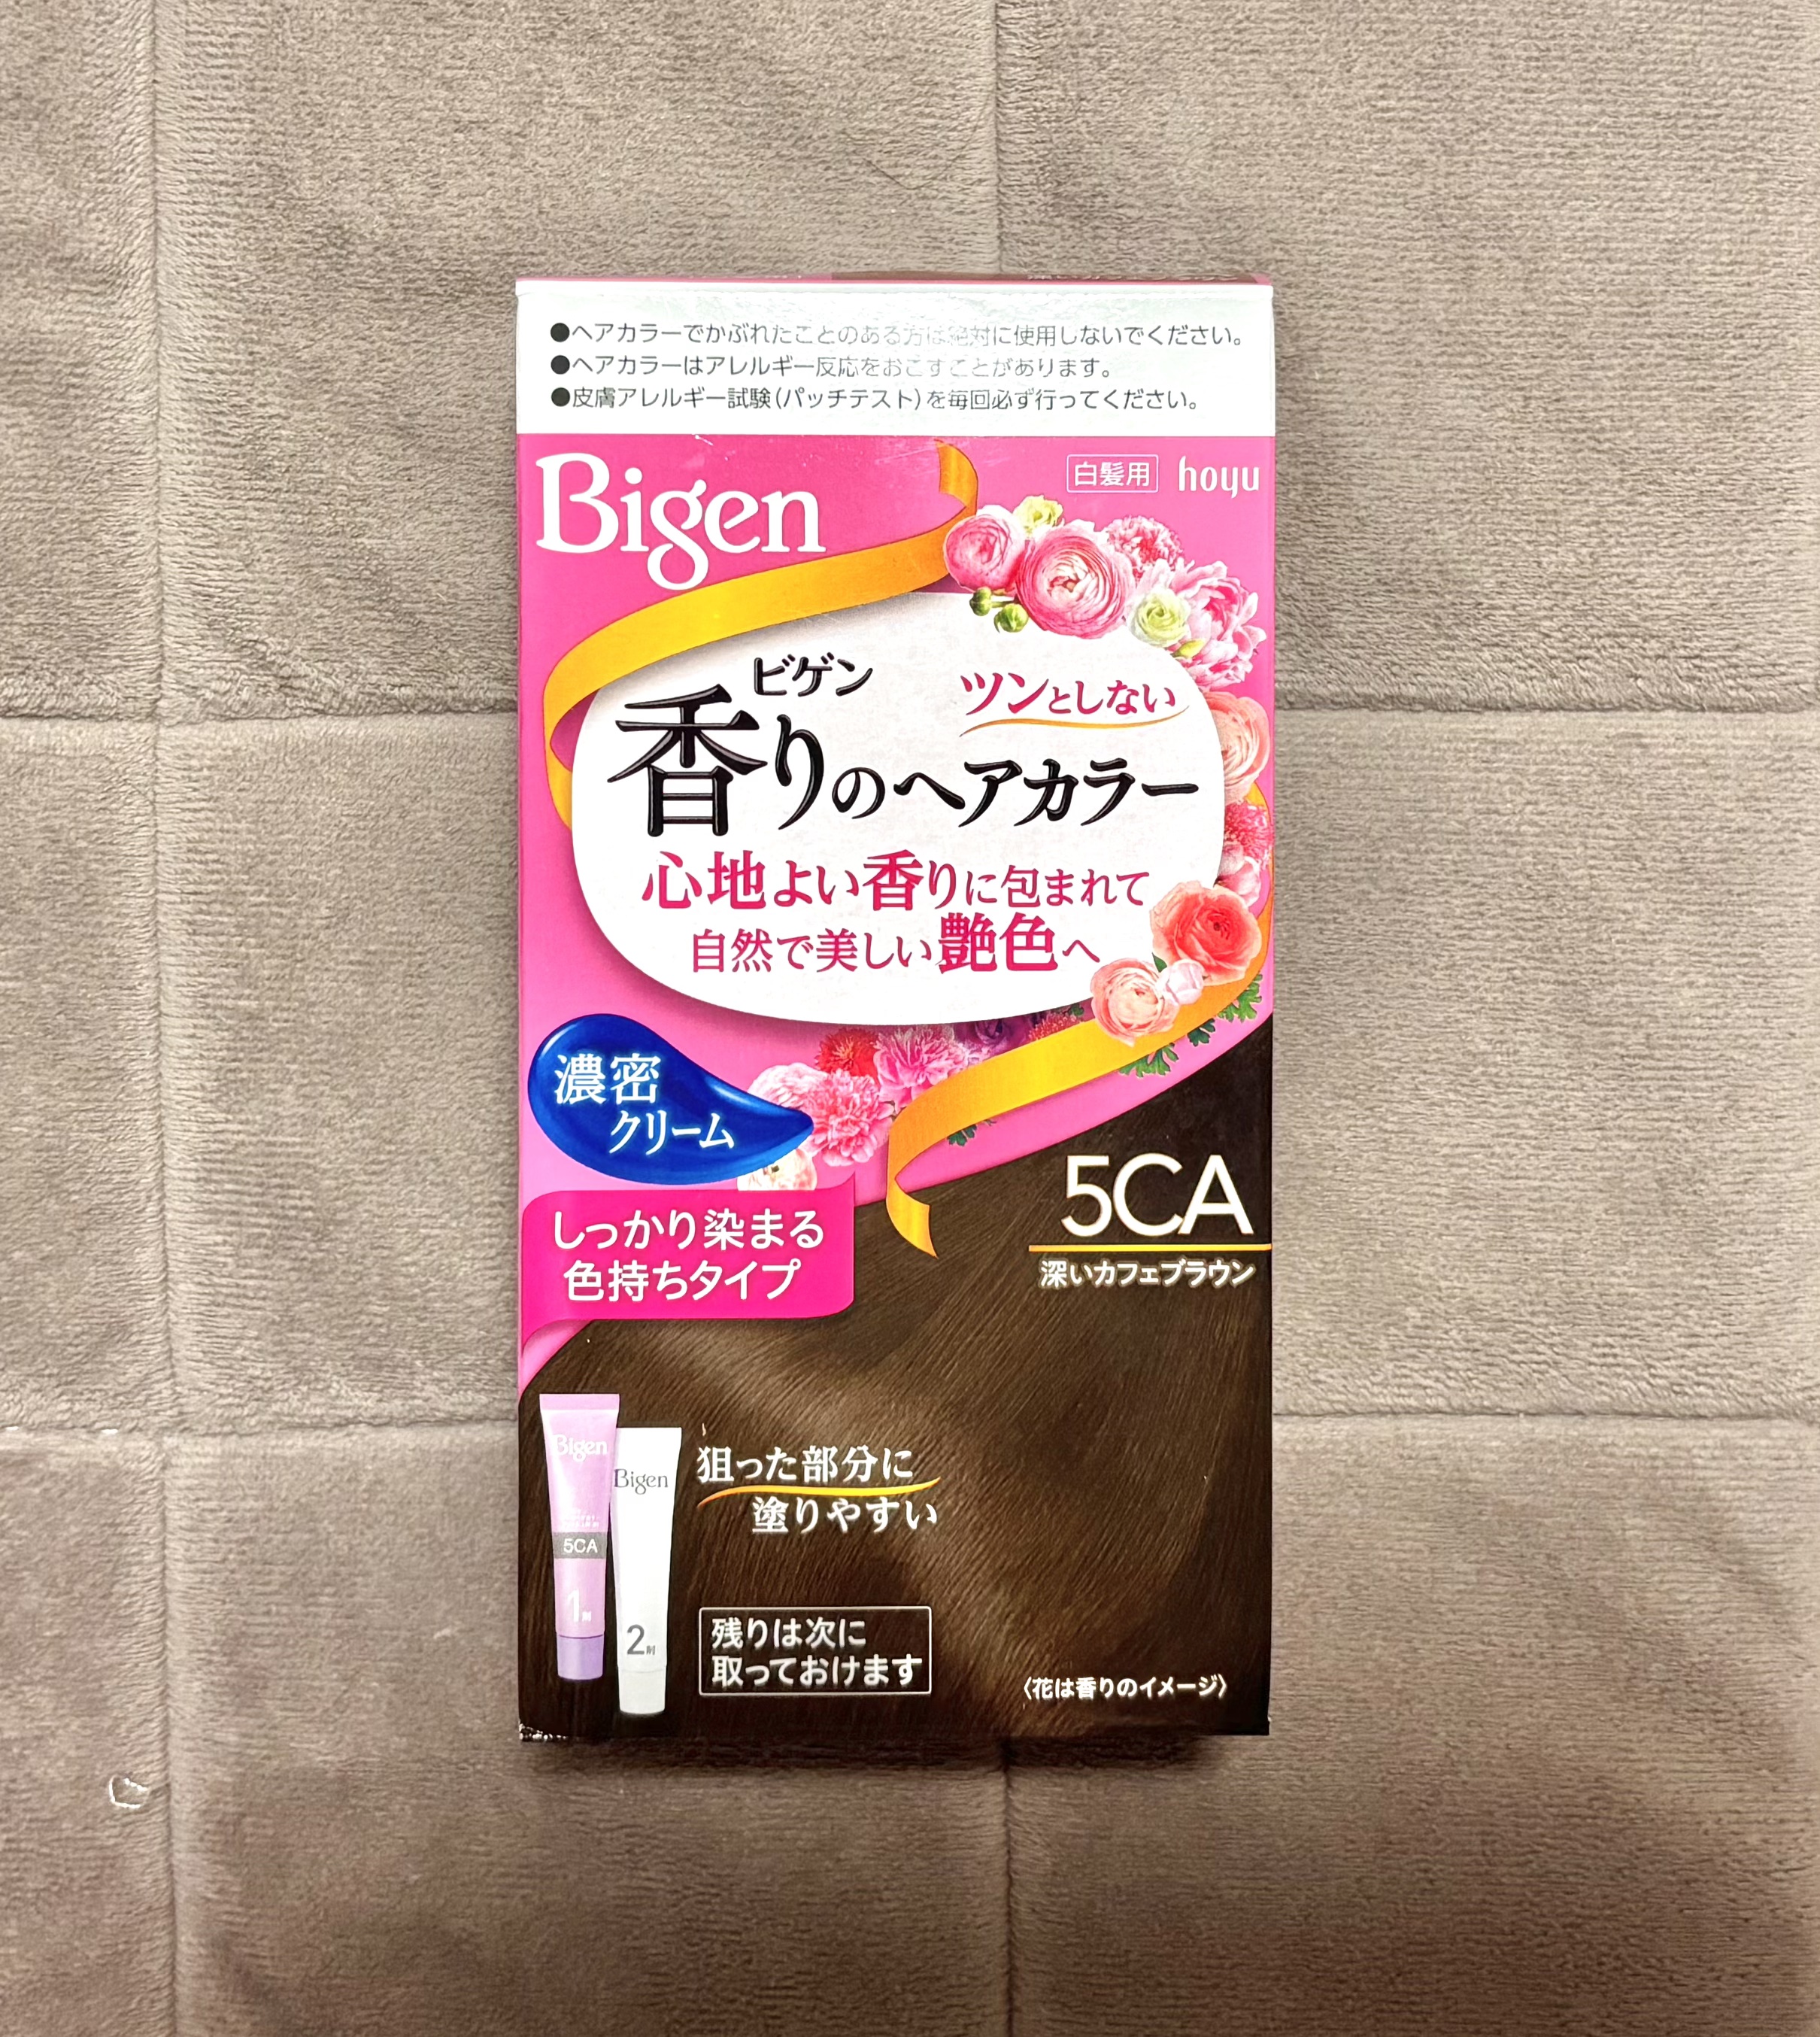 ●ヘアカラーでかぶれたことのある方は絶対に使用しないでください。
●ヘアカラーはアレルギー反応をおこすことがあります。
●皮膚アレルギー試験(パッチテスト)を毎回必ず行ってください。
Bigen
白髪用 hoyu
ビゲン
ツンとしない
香りのヘアカラー
心地よい香りに包まれて
自然で美しい艶色へ
濃密
クリーム
しっかり染まる
色持ちタイプ
5CA
深いカフェブラウン
Bigen
5CA
1剤
Bigen
2剤
狙った部分に
塗りやすい
残りは次に
取っておけます
〈花は香りのイメージ〉